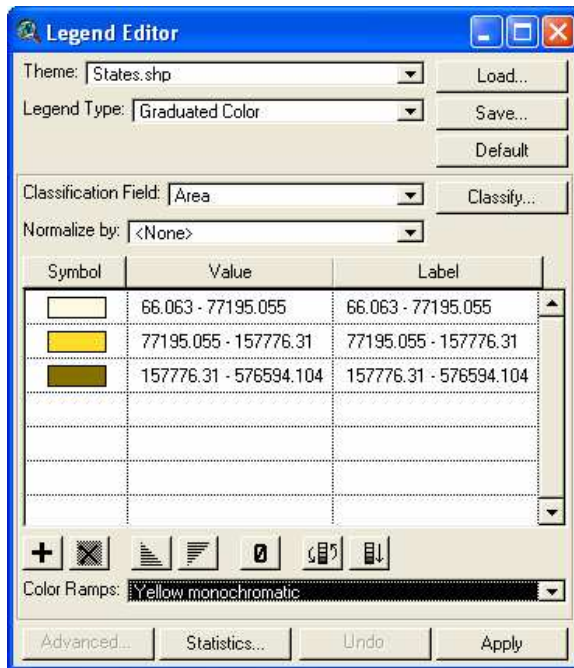 Legend Editor
Theme: States.shp Load...
Legend Type: Graduated Color Save...
Default
Classification Field: Area Classify...
Normalize by: <None>
Symbol Value Label
66.063 - 77195.055 66.063 - 77195.055
77195.055 - 157776.31 77195.055 - 157776.31
157776.31 - 576594.104 157776.31 - 576594.104
0
Color Ramps: Yellow monochromatic
Advanced... Statistics... Undo Apply